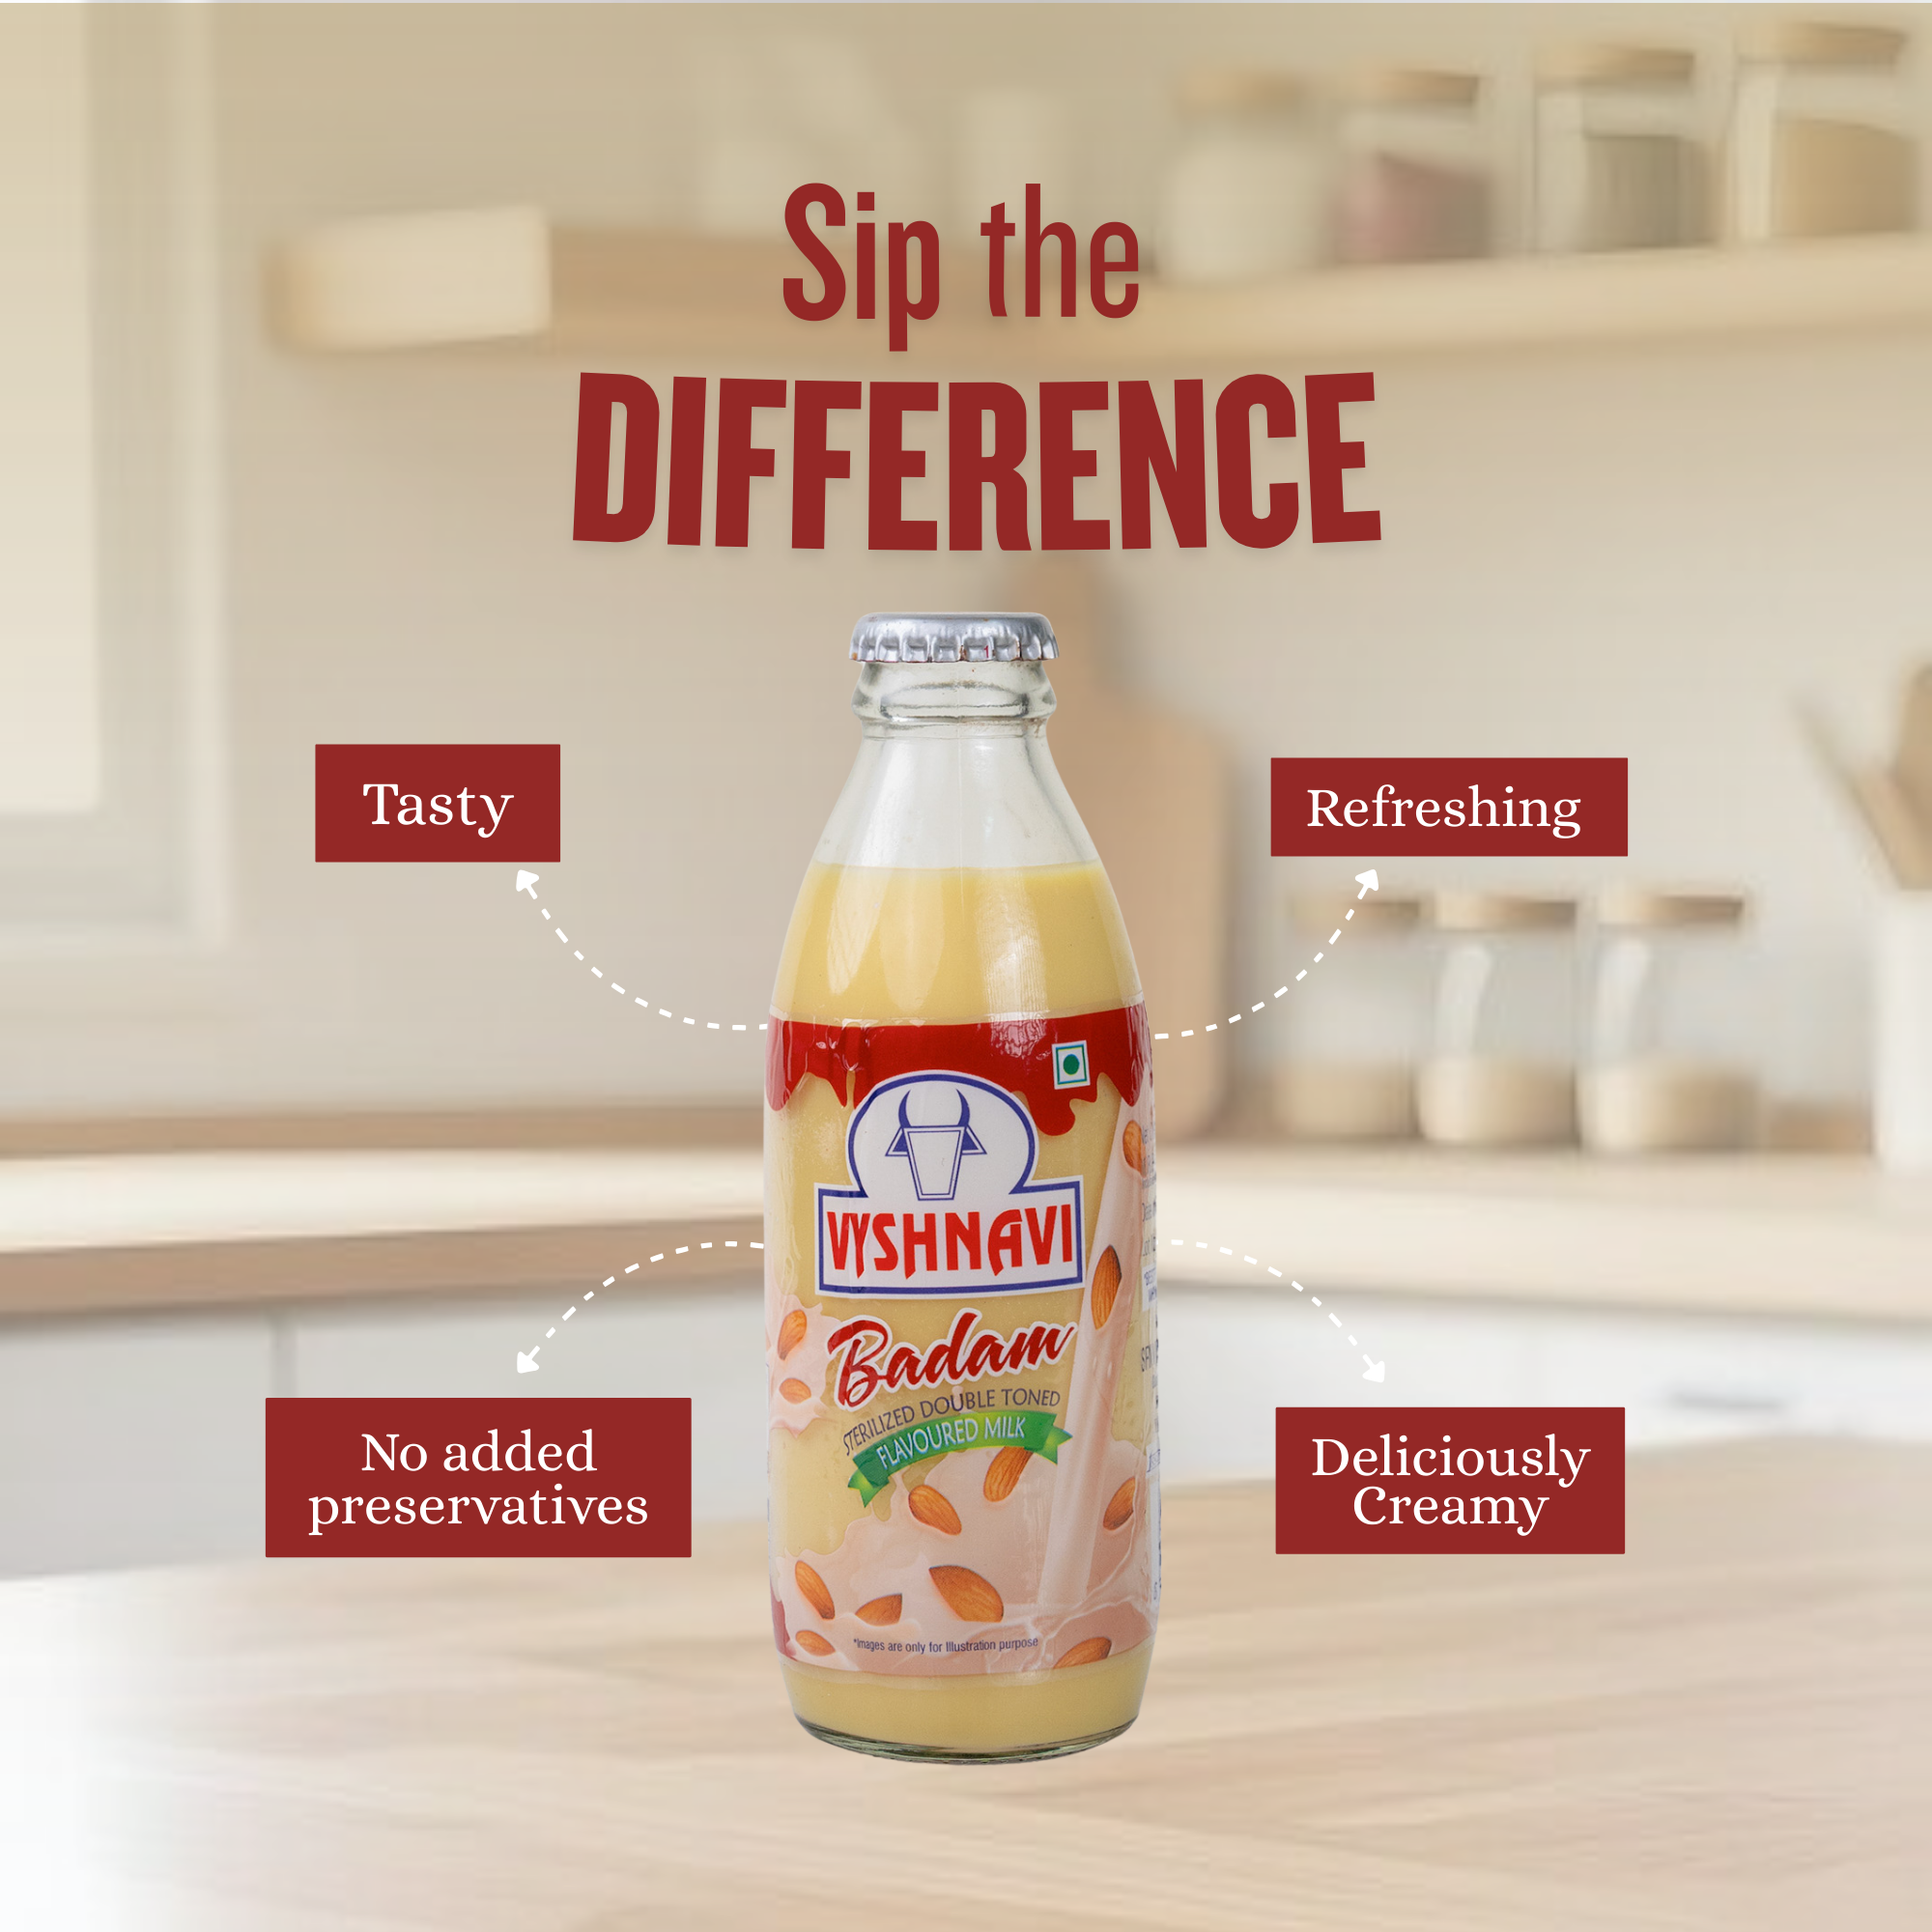 Sip the
DIFFERENCE
Tasty
Refreshing
VYSHNAVI
Badam
STERILIZED DOUBLE TONED
FLAVOURED MILK
No added
preservatives
Deliciously
Creamy
*Images are only for Illustration purpose